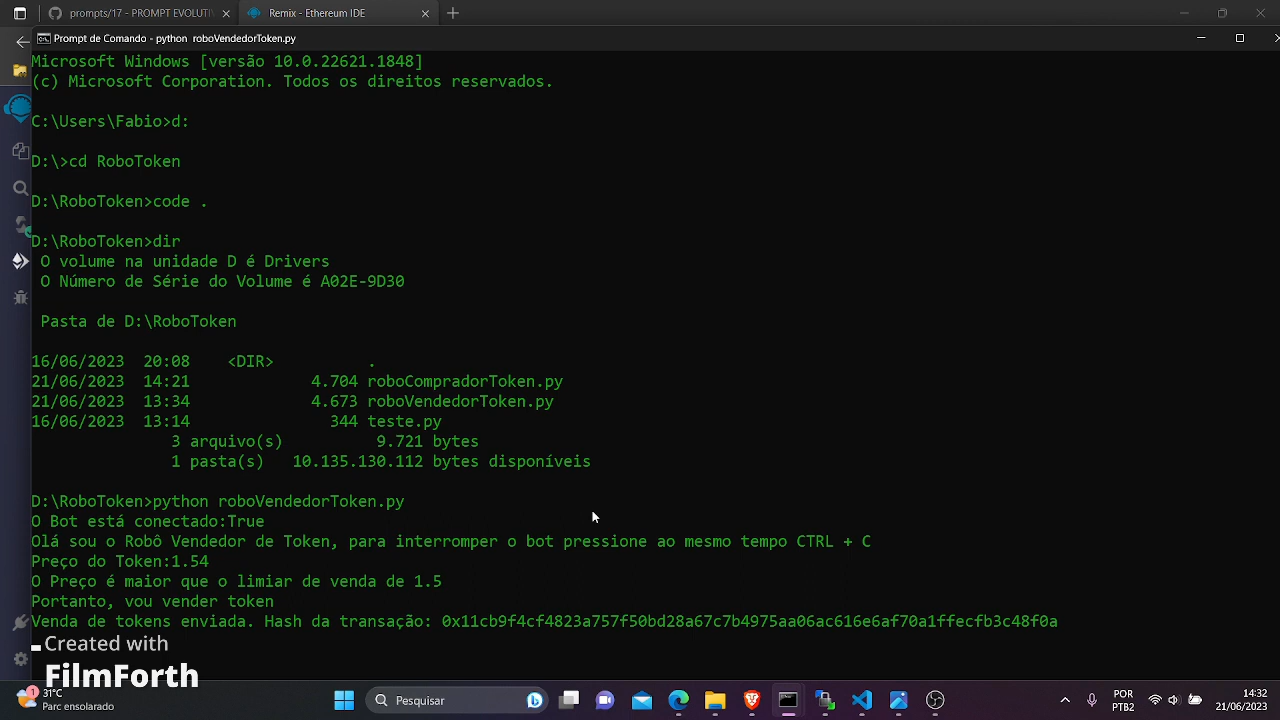 prompts/17 - PROMPT EVOLUTI
Remix - Ethereum IDE
Prompt de Comando - python roboVendedorToken.py
Microsoft Windows [versão 10.0.22621.1848]
(c) Microsoft Corporation. Todos os direitos reservados.
C:\Users\Fabio>d:
D:\>cd RoboToken
D:\RoboToken>code .
D:\RoboToken>dir
O volume na unidade D é Drivers
O Número de Série do Volume é A02E-9D30
Pasta de D:\RoboToken
16/06/2023 20:08 <DIR> .
21/06/2023 14:21 4.704 roboCompradorToken.py
21/06/2023 13:34 4.673 roboVendedorToken.py
16/06/2023 13:14 344 teste.py
3 arquivo(s) 9.721 bytes
1 pasta(s) 10.135.130.112 bytes disponíveis
D:\RoboToken>python roboVendedorToken.py
O Bot está conectado:True
Olá sou o Robô Vendedor de Token, para interromper o bot pressione ao mesmo tempo CTRL + C
Preço do Token:1.54
O Preço é maior que o limiar de venda de 1.5
Portanto, vou vender token
Venda de tokens enviada. Hash da transação: 0x11cb9f4cf4823a757f50bd28a67c7b4975aa06ac616e6af70a1ffecfb3c48f0a
Created with
FilmForth
1
31°C
Parc ensolarado
Pesquisar
POR
PTB2
14:32
21/06/2023